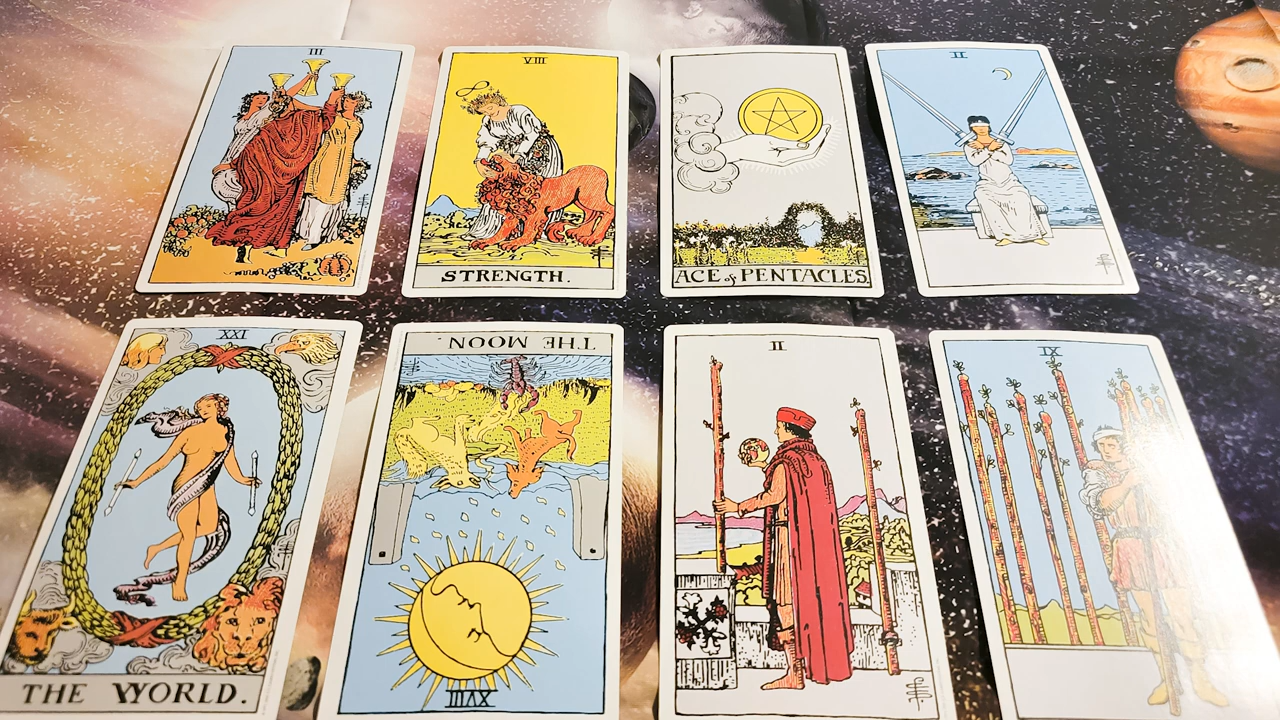 III
VIII
STRENGTH.
ACE of PENTACLES.
II
XXI
THE WORLD.
THE MOON.
XVIII
II
IX